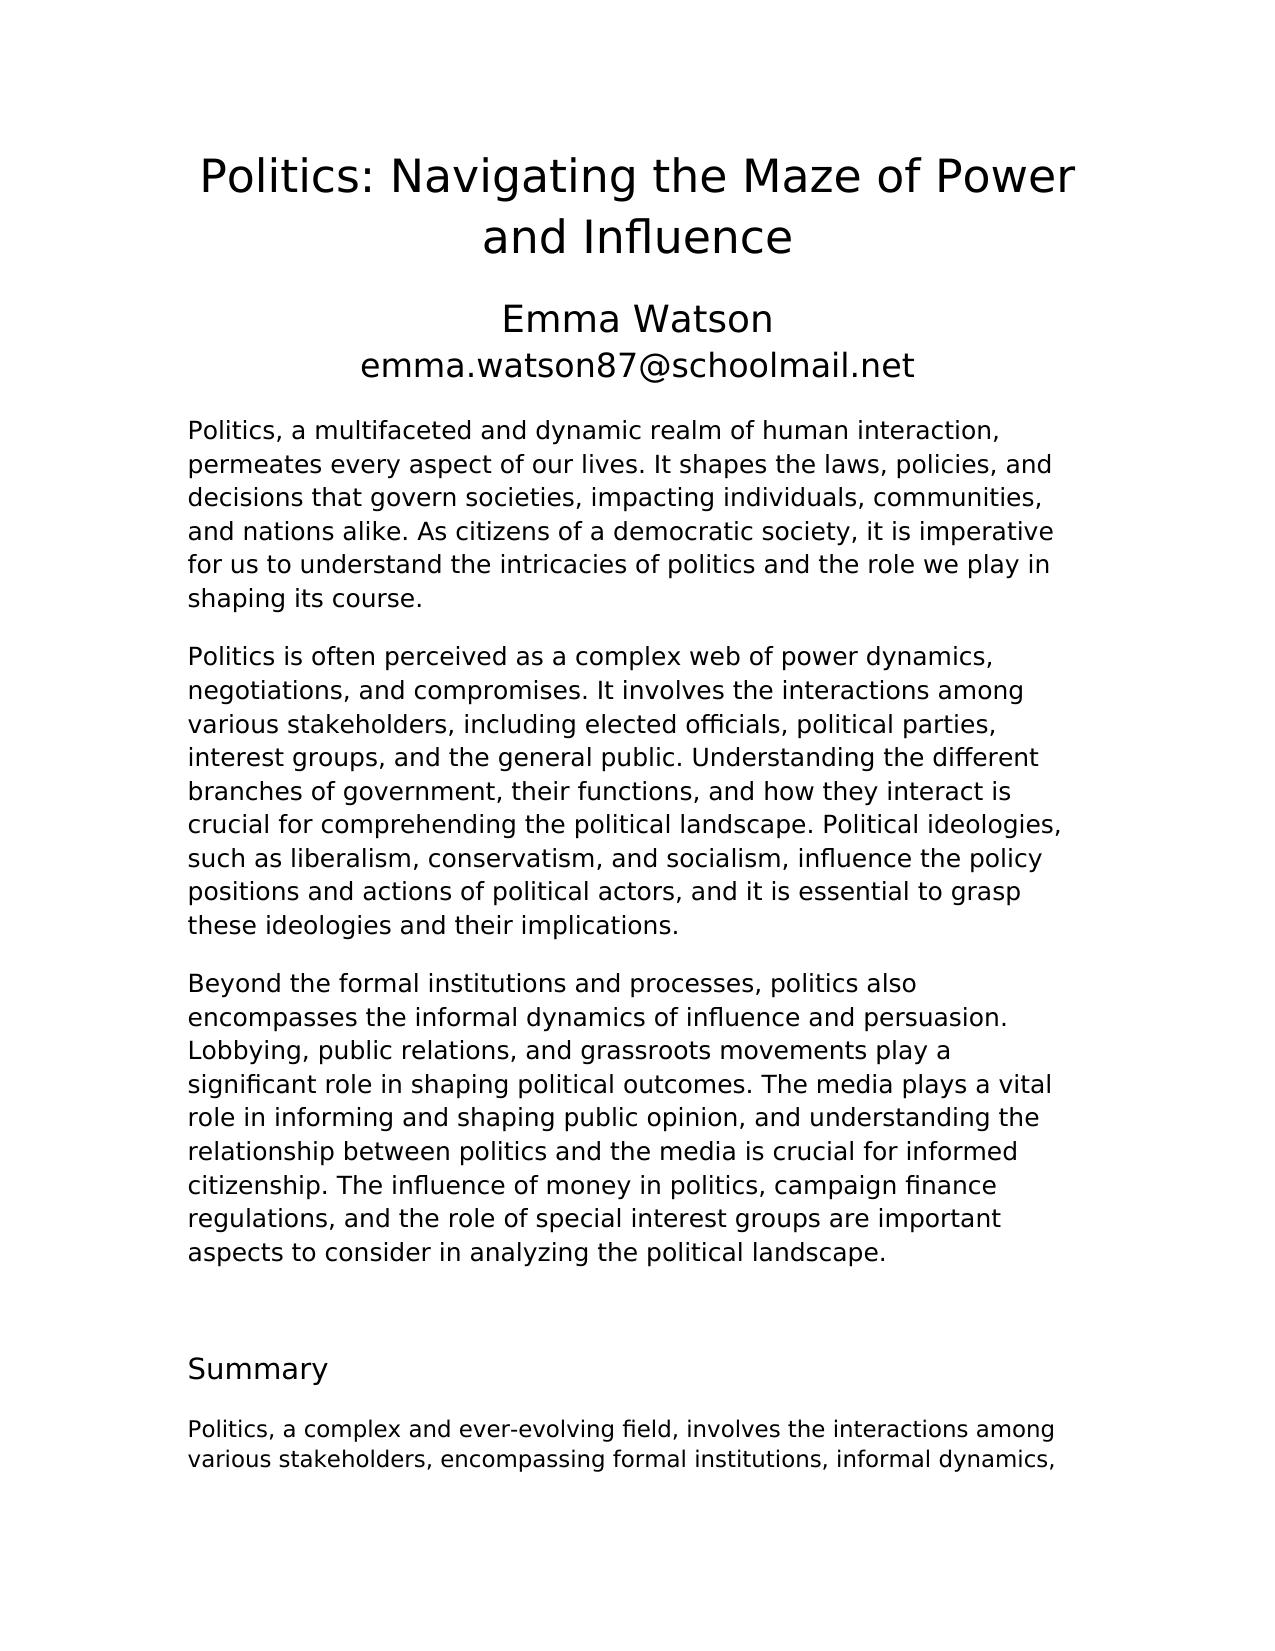 Politics: Navigating the Maze of Power
and Influence
Emma Watson
emma.watson87@schoolmail.net
Politics, a multifaceted and dynamic realm of human interaction,
permeates every aspect of our lives. It shapes the laws, policies, and
decisions that govern societies, impacting individuals, communities,
and nations alike. As citizens of a democratic society, it is imperative
for us to understand the intricacies of politics and the role we play in
shaping its course.
Politics is often perceived as a complex web of power dynamics,
negotiations, and compromises. It involves the interactions among
various stakeholders, including elected officials, political parties,
interest groups, and the general public. Understanding the different
branches of government, their functions, and how they interact is
crucial for comprehending the political landscape. Political ideologies,
such as liberalism, conservatism, and socialism, influence the policy
positions and actions of political actors, and it is essential to grasp
these ideologies and their implications.
Beyond the formal institutions and processes, politics also
encompasses the informal dynamics of influence and persuasion.
Lobbying, public relations, and grassroots movements play a
significant role in shaping political outcomes. The media plays a vital
role in informing and shaping public opinion, and understanding the
relationship between politics and the media is crucial for informed
citizenship. The influence of money in politics, campaign finance
regulations, and the role of special interest groups are important
aspects to consider in analyzing the political landscape.
Summary
Politics, a complex and ever-evolving field, involves the interactions among
various stakeholders, encompassing formal institutions, informal dynamics,